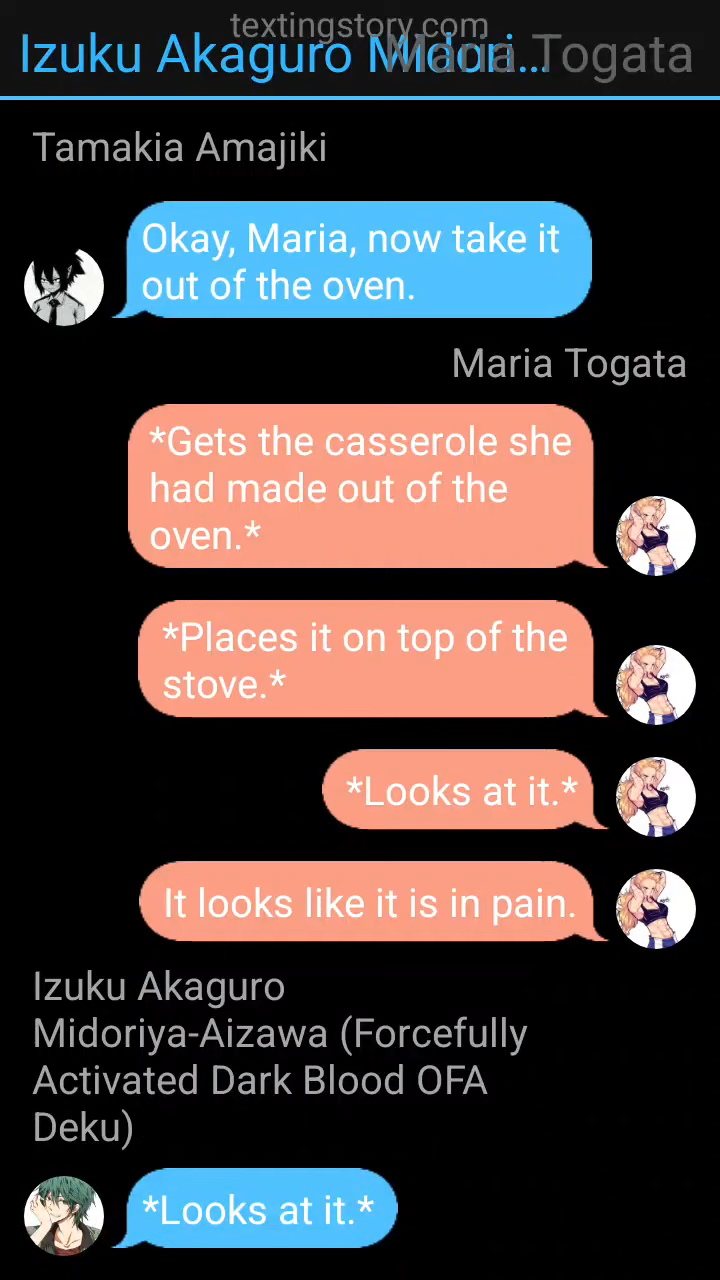 textingstory.com
Izuku Akaguro Midori...
Maria Togata
Tamakia Amajiki
Okay, Maria, now take it
out of the oven.
Maria Togata
*Gets the casserole she
had made out of the
oven.*
*Places it on top of the
stove.*
*Looks at it.*
It looks like it is in pain.
Izuku Akaguro
Midoriya-Aizawa (Forcefully
Activated Dark Blood OFA
Deku)
*Looks at it.*